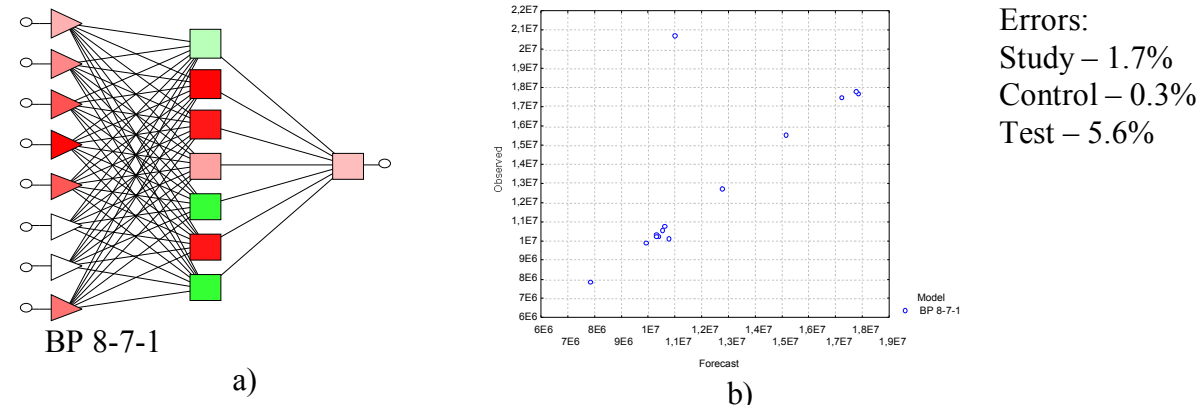 BP 8-7-1
a)
2,2E7
2,1E7
2E7
1,9E7
1,8E7
1,7E7
1,6E7
1,5E7
1,4E7
1,3E7
1,2E7
1,1E7
1E7
9E6
8E6
7E6
6E6
Observed
6E6 8E6 1E7 1,2E7 1,4E7 1,6E7 1,8E7
7E6 9E6 1,1E7 1,3E7 1,5E7 1,7E7 1,9E7
Forecast
Model
BP 8-7-1
b)
Errors:
Study – 1.7%
Control – 0.3%
Test – 5.6%